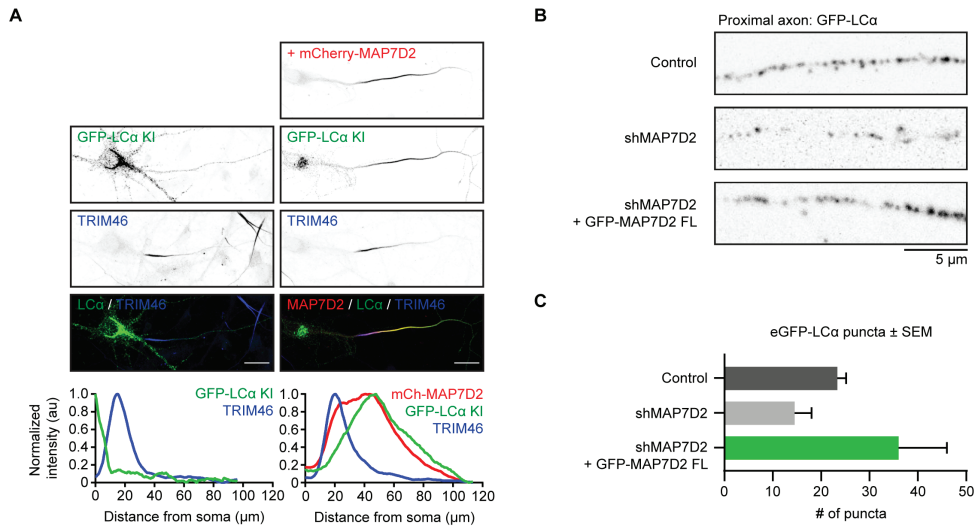 A
+ mCherry-MAP7D2
GFP-LCα KI
GFP-LCα KI
TRIM46
TRIM46
LCα / TRIM46
MAP7D2 / LCα / TRIM46
Normalized
intensity (au)
1.0
0.8
0.6
0.4
0.2
0.0
GFP-LCα KI
TRIM46
0 20 40 60 80 100 120
Distance from soma (µm)
1.0
0.8
0.6
0.4
0.2
0.0
mCh-MAP7D2
GFP-LCα KI
TRIM46
0 20 40 60 80 100 120
Distance from soma (µm)
B
Proximal axon: GFP-LCα
Control
shMAP7D2
shMAP7D2
+ GFP-MAP7D2 FL
5 µm
C
eGFP-LCα puncta ± SEM
Control
shMAP7D2
shMAP7D2
+ GFP-MAP7D2 FL
0 10 20 30 40 50
# of puncta